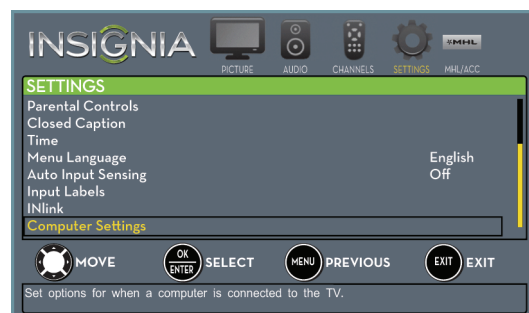 INSIGNIA
MHL
PICTURE AUDIO CHANNELS SETTINGS MHL/ACC
SETTINGS
Parental Controls
Closed Caption
Time
Menu Language English
Auto Input Sensing Off
Input Labels
INlink
Computer Settings
MOVE OK ENTER SELECT MENU PREVIOUS EXIT EXIT
Set options for when a computer is connected to the TV.